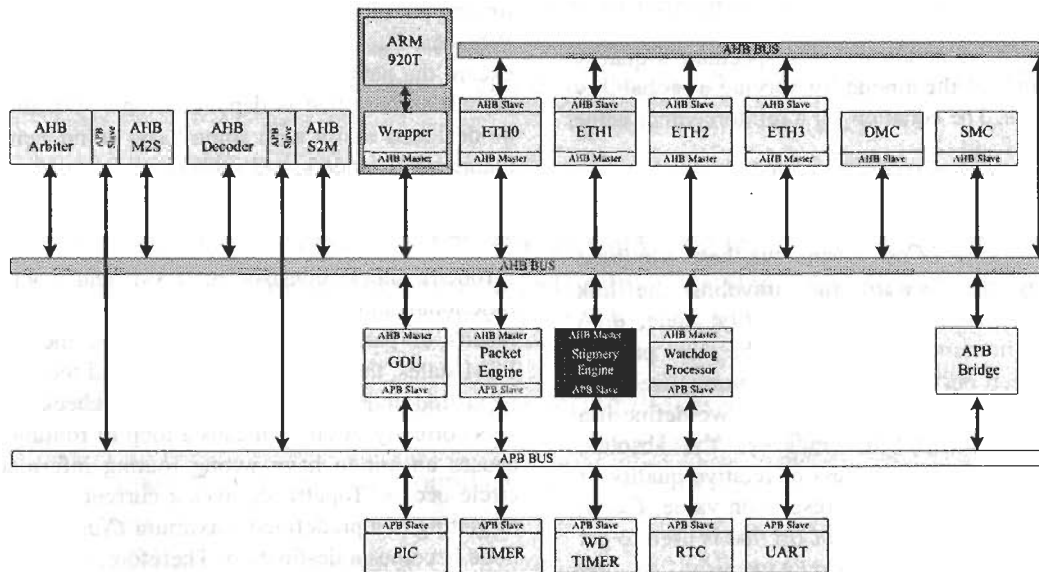 ARM
920T
AHB BUS
Wrapper
AHB Master
AHB Slave
ETH0
AHB Master
AHB Slave
ETH1
AHB Master
AHB Slave
ETH2
AHB Master
AHB Slave
ETH3
AHB Master
DMC
AHB Slave
SMC
AHB Slave
AHB
Arbiter
APB
Slave
AHB
M2S
AHB
Decoder
APB
Slave
AHB
S2M
AHB BUS
AHB Master
GDU
APB Slave
AHB Master
Packet
Engine
APB Slave
AHB Master
Stigmery
Engine
APB Slave
AHB Master
Watchdog
Processor
APB Slave
APB
Bridge
APB BUS
APB Slave
PIC
APB Slave
TIMER
APB Slave
WD
TIMER
APB Slave
RTC
APB Slave
UART